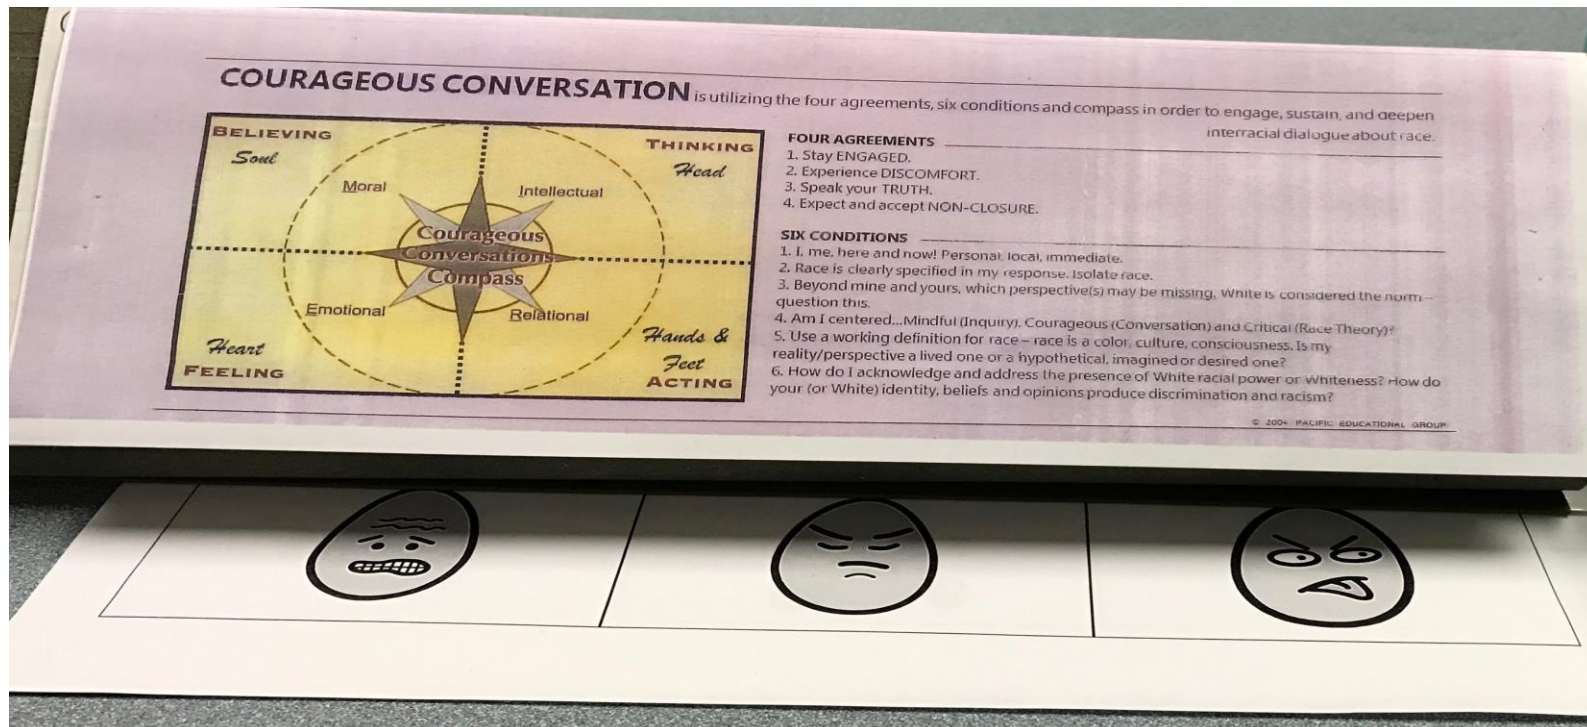 COURAGEOUS CONVERSATION is utilizing the four agreements, six conditions and compass in order to engage, sustain, and deepen
interracial dialogue about race.
BELIEVING
Soul
THINKING
Head
Moral
Intellectual
Courageous
Conversations
Compass
Emotional
Relational
Heart
FEELING
Hands &
Feet
ACTING
FOUR AGREEMENTS
1. Stay ENGAGED.
2. Experience DISCOMFORT.
3. Speak your TRUTH.
4. Expect and accept NON-CLOSURE.
SIX CONDITIONS
1. I, me, here and now! Personal, local, immediate.
2. Race is clearly specified in my response. Isolate race.
3. Beyond mine and yours, which perspective(s) may be missing, White is considered the norm –
question this.
4. Am I centered...Mindful (Inquiry), Courageous (Conversation) and Critical (Race Theory)?
5. Use a working definition for race – race is a color, culture, consciousness. Is my
reality/perspective a lived one or a hypothetical, imagined or desired one?
6. How do I acknowledge and address the presence of White racial power or Whiteness? How do
your (or White) identity, beliefs and opinions produce discrimination and racism?
© 2004 PACIFIC EDUCATIONAL GROUP